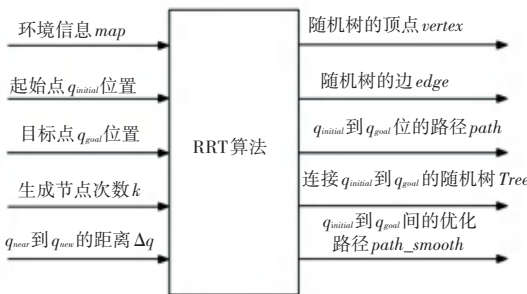 环境信息map
起始点q_initial位置
目标点q_goal位置
生成节点次数k
q_near到q_new的距离Δq
RRT算法
随机树的顶点vertex
随机树的边edge
q_initial到q_goal位的路径path
连接q_initial到q_goal的随机树Tree
q_initial到q_goal间的优化
路径path_smooth